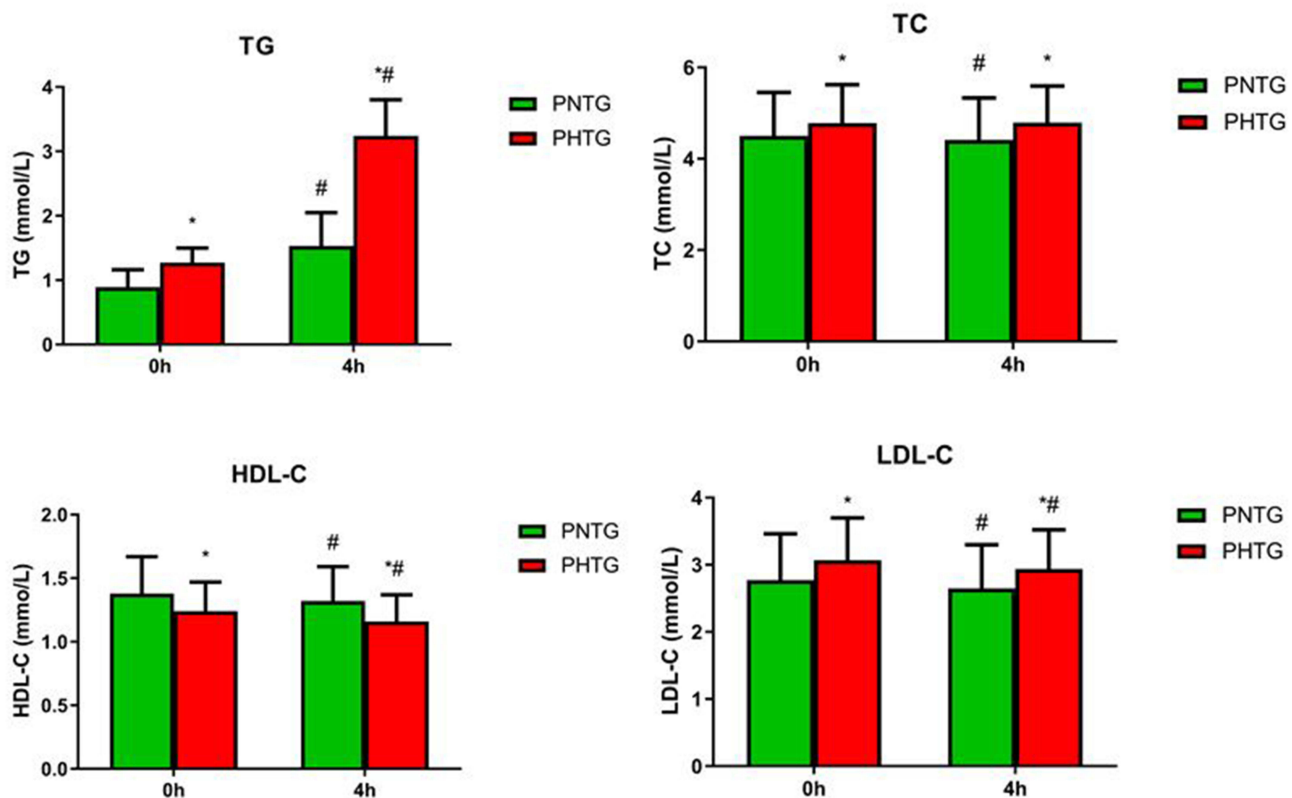 TG
TG (mmol/L)
4
3
2
1
0
*
#
*#
0h
4h
PNTG
PHTG
TC
TC (mmol/L)
6
4
2
0
*
#
*
0h
4h
PNTG
PHTG
HDL-C
HDL-C (mmo/L)
2.0
1.5
1.0
0.5
0.0
*
#
*#
0h
4h
PNTG
PHTG
LDL-C
LDL-C (mmol/L)
4
3
2
1
0
*
#
*#
0h
4h
PNTG
PHTG